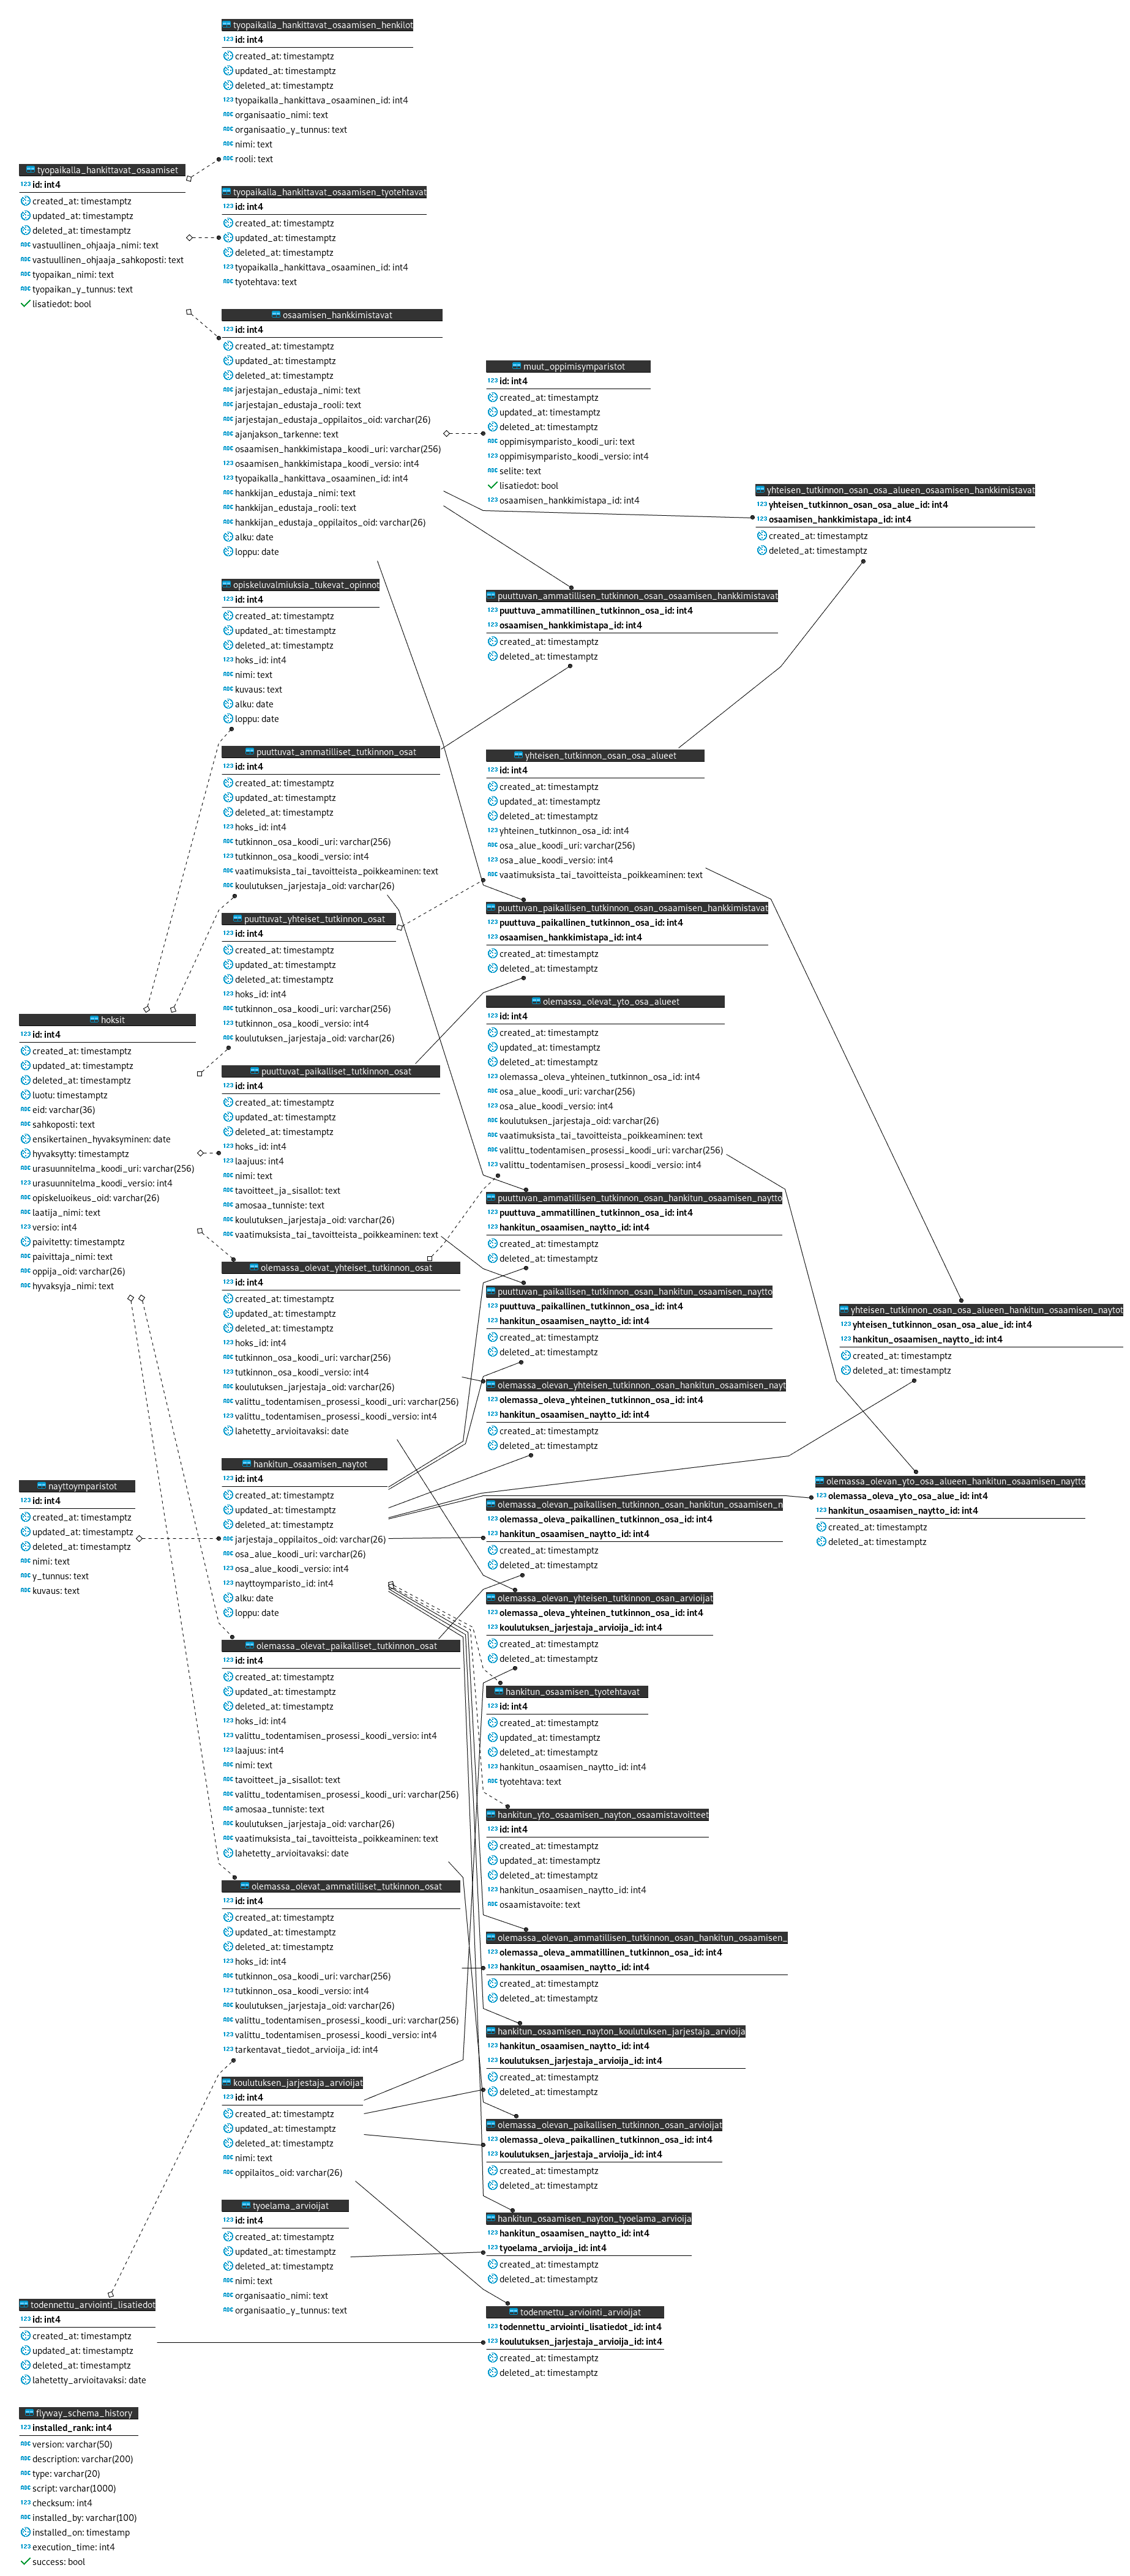 tyopaikalla_hankittavat_osaamisen_henkilot
id: int4
created_at: timestamptz
updated_at: timestamptz
deleted_at: timestamptz
tyopaikalla_hankittava_osaaminen_id: int4
organisaatio_nimi: text
organisaatio_y_tunnus: text
nimi: text
rooli: text
tyopaikalla_hankittavat_osaamiset
id: int4
created_at: timestamptz
updated_at: timestamptz
deleted_at: timestamptz
vastuullinen_ohjaaja_nimi: text
vastuullinen_ohjaaja_sahkoposti: text
tyopaikan_nimi: text
tyopaikan_y_tunnus: text
lisatiedot: bool
tyopaikalla_hankittavat_osaamisen_tyotehtavat
id: int4
created_at: timestamptz
updated_at: timestamptz
deleted_at: timestamptz
tyopaikalla_hankittava_osaaminen_id: int4
tyotehtava: text
osaamisen_hankkimistavat
id: int4
created_at: timestamptz
updated_at: timestamptz
deleted_at: timestamptz
jarjestajan_edustaja_nimi: text
jarjestajan_edustaja_rooli: text
jarjestajan_edustaja_oppilaitos_oid: varchar(26)
ajanjakson_tarkenne: text
osaamisen_hankkimistapa_koodi_uri: varchar(256)
osaamisen_hankkimistapa_koodi_versio: int4
tyopaikalla_hankittava_osaaminen_id: int4
hankkijan_edustaja_nimi: text
hankkijan_edustaja_rooli: text
hankkijan_edustaja_oppilaitos_oid: varchar(26)
alku: date
loppu: date
muut_oppimisymparistot
id: int4
created_at: timestamptz
updated_at: timestamptz
deleted_at: timestamptz
oppimisymparisto_koodi_uri: text
oppimisymparisto_koodi_versio: int4
selite: text
lisatiedot: bool
osaamisen_hankkimistapa_id: int4
yhteisen_tutkinnon_osan_osa_alueen_osaamisen_hankkimistavat
yhteisen_tutkinnon_osan_osa_alue_id: int4
osaamisen_hankkimistapa_id: int4
created_at: timestamptz
deleted_at: timestamptz
opiskeluvalmiuksia_tukevat_opinnot
id: int4
created_at: timestamptz
updated_at: timestamptz
deleted_at: timestamptz
hoks_id: int4
nimi: text
kuvaus: text
alku: date
loppu: date
puuttuvan_ammatillisen_tutkinnon_osan_osaamisen_hankkimistavat
puuttuva_ammatillinen_tutkinnon_osa_id: int4
osaamisen_hankkimistapa_id: int4
created_at: timestamptz
deleted_at: timestamptz
puuttuvat_ammatilliset_tutkinnon_osat
id: int4
created_at: timestamptz
updated_at: timestamptz
deleted_at: timestamptz
hoks_id: int4
tutkinnon_osa_koodi_uri: varchar(256)
tutkinnon_osa_koodi_versio: int4
vaatimuksista_tai_tavoitteista_poikkeaminen: text
koulutuksen_jarjestaja_oid: varchar(26)
yhteisen_tutkinnon_osan_osa_alueet
id: int4
created_at: timestamptz
updated_at: timestamptz
deleted_at: timestamptz
yhteinen_tutkinnon_osa_id: int4
osa_alue_koodi_uri: varchar(256)
osa_alue_koodi_versio: int4
vaatimuksista_tai_tavoitteista_poikkeaminen: text
puuttuvat_yhteiset_tutkinnon_osat
id: int4
created_at: timestamptz
updated_at: timestamptz
deleted_at: timestamptz
hoks_id: int4
tutkinnon_osa_koodi_uri: varchar(256)
tutkinnon_osa_koodi_versio: int4
koulutuksen_jarjestaja_oid: varchar(26)
puuttuvan_paikallisen_tutkinnon_osan_osaamisen_hankkimistavat
puuttuva_paikallinen_tutkinnon_osa_id: int4
osaamisen_hankkimistapa_id: int4
created_at: timestamptz
deleted_at: timestamptz
olemassa_olevat_yto_osa_alueet
id: int4
created_at: timestamptz
updated_at: timestamptz
deleted_at: timestamptz
olemassa_oleva_yhteinen_tutkinnon_osa_id: int4
osa_alue_koodi_uri: varchar(256)
osa_alue_koodi_versio: int4
koulutuksen_jarjestaja_oid: varchar(26)
vaatimuksista_tai_tavoitteista_poikkeaminen: text
valittu_todentamisen_prosessi_koodi_uri: varchar(256)
valittu_todentamisen_prosessi_koodi_versio: int4
hoksit
id: int4
created_at: timestamptz
updated_at: timestamptz
deleted_at: timestamptz
luotu: timestamptz
eid: varchar(36)
sahkoposti: text
ensikertainen_hyvaksyminen: date
hyvaksytty: timestamptz
urasuunnitelma_koodi_uri: varchar(256)
urasuunnitelma_koodi_versio: int4
opiskeluoikeus_oid: varchar(26)
laatija_nimi: text
versio: int4
paivitetty: timestamptz
paivittaja_nimi: text
oppija_oid: varchar(26)
hyvaksyja_nimi: text
puuttuvat_paikalliset_tutkinnon_osat
id: int4
created_at: timestamptz
updated_at: timestamptz
deleted_at: timestamptz
hoks_id: int4
laajuus: int4
nimi: text
tavoitteet_ja_sisallot: text
amosaa_tunniste: text
koulutuksen_jarjestaja_oid: varchar(26)
vaatimuksista_tai_tavoitteista_poikkeaminen: text
puuttuvan_ammatillisen_tutkinnon_osan_hankitun_osaamisen_naytto
puuttuva_ammatillinen_tutkinnon_osa_id: int4
hankitun_osaamisen_naytto_id: int4
created_at: timestamptz
deleted_at: timestamptz
olemassa_olevat_yhteiset_tutkinnon_osat
id: int4
created_at: timestamptz
updated_at: timestamptz
deleted_at: timestamptz
hoks_id: int4
tutkinnon_osa_koodi_uri: varchar(256)
tutkinnon_osa_koodi_versio: int4
koulutuksen_jarjestaja_oid: varchar(26)
valittu_todentamisen_prosessi_koodi_uri: varchar(256)
valittu_todentamisen_prosessi_koodi_versio: int4
lahetetty_arvioitavaksi: date
puuttuvan_paikallisen_tutkinnon_osan_hankitun_osaamisen_naytto
puuttuva_paikallinen_tutkinnon_osa_id: int4
hankitun_osaamisen_naytto_id: int4
created_at: timestamptz
deleted_at: timestamptz
yhteisen_tutkinnon_osan_osa_alueen_hankitun_osaamisen_naytot
yhteisen_tutkinnon_osan_osa_alue_id: int4
hankitun_osaamisen_naytto_id: int4
created_at: timestamptz
deleted_at: timestamptz
olemassa_olevan_yhteisen_tutkinnon_osan_hankitun_osaamisen_nayt
olemassa_oleva_yhteinen_tutkinnon_osa_id: int4
hankitun_osaamisen_naytto_id: int4
created_at: timestamptz
deleted_at: timestamptz
hankitun_osaamisen_naytot
id: int4
created_at: timestamptz
updated_at: timestamptz
deleted_at: timestamptz
jarjestaja_oppilaitos_oid: varchar(26)
osa_alue_koodi_uri: varchar(26)
osa_alue_koodi_versio: int4
nayttoymparisto_id: int4
alku: date
loppu: date
nayttoymparistot
id: int4
created_at: timestamptz
updated_at: timestamptz
deleted_at: timestamptz
nimi: text
y_tunnus: text
kuvaus: text
olemassa_olevan_yto_osa_alueen_hankitun_osaamisen_naytto
olemassa_oleva_yto_osa_alue_id: int4
hankitun_osaamisen_naytto_id: int4
created_at: timestamptz
deleted_at: timestamptz
olemassa_olevan_paikallisen_tutkinnon_osan_hankitun_osaamisen_n
olemassa_oleva_paikallinen_tutkinnon_osa_id: int4
hankitun_osaamisen_naytto_id: int4
created_at: timestamptz
deleted_at: timestamptz
olemassa_olevan_yhteisen_tutkinnon_osan_arvioijat
olemassa_oleva_yhteinen_tutkinnon_osa_id: int4
koulutuksen_jarjestaja_arvioija_id: int4
created_at: timestamptz
deleted_at: timestamptz
olemassa_olevat_paikalliset_tutkinnon_osat
id: int4
created_at: timestamptz
updated_at: timestamptz
deleted_at: timestamptz
hoks_id: int4
valittu_todentamisen_prosessi_koodi_versio: int4
laajuus: int4
nimi: text
tavoitteet_ja_sisallot: text
valittu_todentamisen_prosessi_koodi_uri: varchar(256)
amosaa_tunniste: text
koulutuksen_jarjestaja_oid: varchar(26)
vaatimuksista_tai_tavoitteista_poikkeaminen: text
lahetetty_arvioitavaksi: date
hankitun_osaamisen_tyotehtavat
id: int4
created_at: timestamptz
updated_at: timestamptz
deleted_at: timestamptz
hankitun_osaamisen_naytto_id: int4
tyotehtava: text
hankitun_yto_osaamisen_nayton_osaamistavoitteet
id: int4
created_at: timestamptz
updated_at: timestamptz
deleted_at: timestamptz
hankitun_osaamisen_naytto_id: int4
osaamistavoite: text
olemassa_olevat_ammatilliset_tutkinnon_osat
id: int4
created_at: timestamptz
updated_at: timestamptz
deleted_at: timestamptz
hoks_id: int4
tutkinnon_osa_koodi_uri: varchar(256)
tutkinnon_osa_koodi_versio: int4
koulutuksen_jarjestaja_oid: varchar(26)
valittu_todentamisen_prosessi_koodi_uri: varchar(256)
valittu_todentamisen_prosessi_koodi_versio: int4
tarkentavat_tiedot_arvioija_id: int4
olemassa_olevan_ammatillisen_tutkinnon_osan_hankitun_osaamisen_
olemassa_oleva_ammatillinen_tutkinnon_osa_id: int4
hankitun_osaamisen_naytto_id: int4
created_at: timestamptz
deleted_at: timestamptz
hankitun_osaamisen_nayton_koulutuksen_jarjestaja_arvioija
hankitun_osaamisen_naytto_id: int4
koulutuksen_jarjestaja_arvioija_id: int4
created_at: timestamptz
deleted_at: timestamptz
koulutuksen_jarjestaja_arvioijat
id: int4
created_at: timestamptz
updated_at: timestamptz
deleted_at: timestamptz
nimi: text
oppilaitos_oid: varchar(26)
olemassa_olevan_paikallisen_tutkinnon_osan_arvioijat
olemassa_oleva_paikallinen_tutkinnon_osa_id: int4
koulutuksen_jarjestaja_arvioija_id: int4
created_at: timestamptz
deleted_at: timestamptz
tyoelama_arvioijat
id: int4
created_at: timestamptz
updated_at: timestamptz
deleted_at: timestamptz
nimi: text
organisaatio_nimi: text
organisaatio_y_tunnus: text
hankitun_osaamisen_nayton_tyoelama_arvioija
hankitun_osaamisen_naytto_id: int4
tyoelama_arvioija_id: int4
created_at: timestamptz
deleted_at: timestamptz
todennettu_arviointi_lisatiedot
id: int4
created_at: timestamptz
updated_at: timestamptz
deleted_at: timestamptz
lahetetty_arvioitavaksi: date
todennettu_arviointi_arvioijat
todennettu_arviointi_lisatiedot_id: int4
koulutuksen_jarjestaja_arvioija_id: int4
created_at: timestamptz
deleted_at: timestamptz
flyway_schema_history
installed_rank: int4
version: varchar(50)
description: varchar(200)
type: varchar(20)
script: varchar(1000)
checksum: int4
installed_by: varchar(100)
installed_on: timestamp
execution_time: int4
success: bool